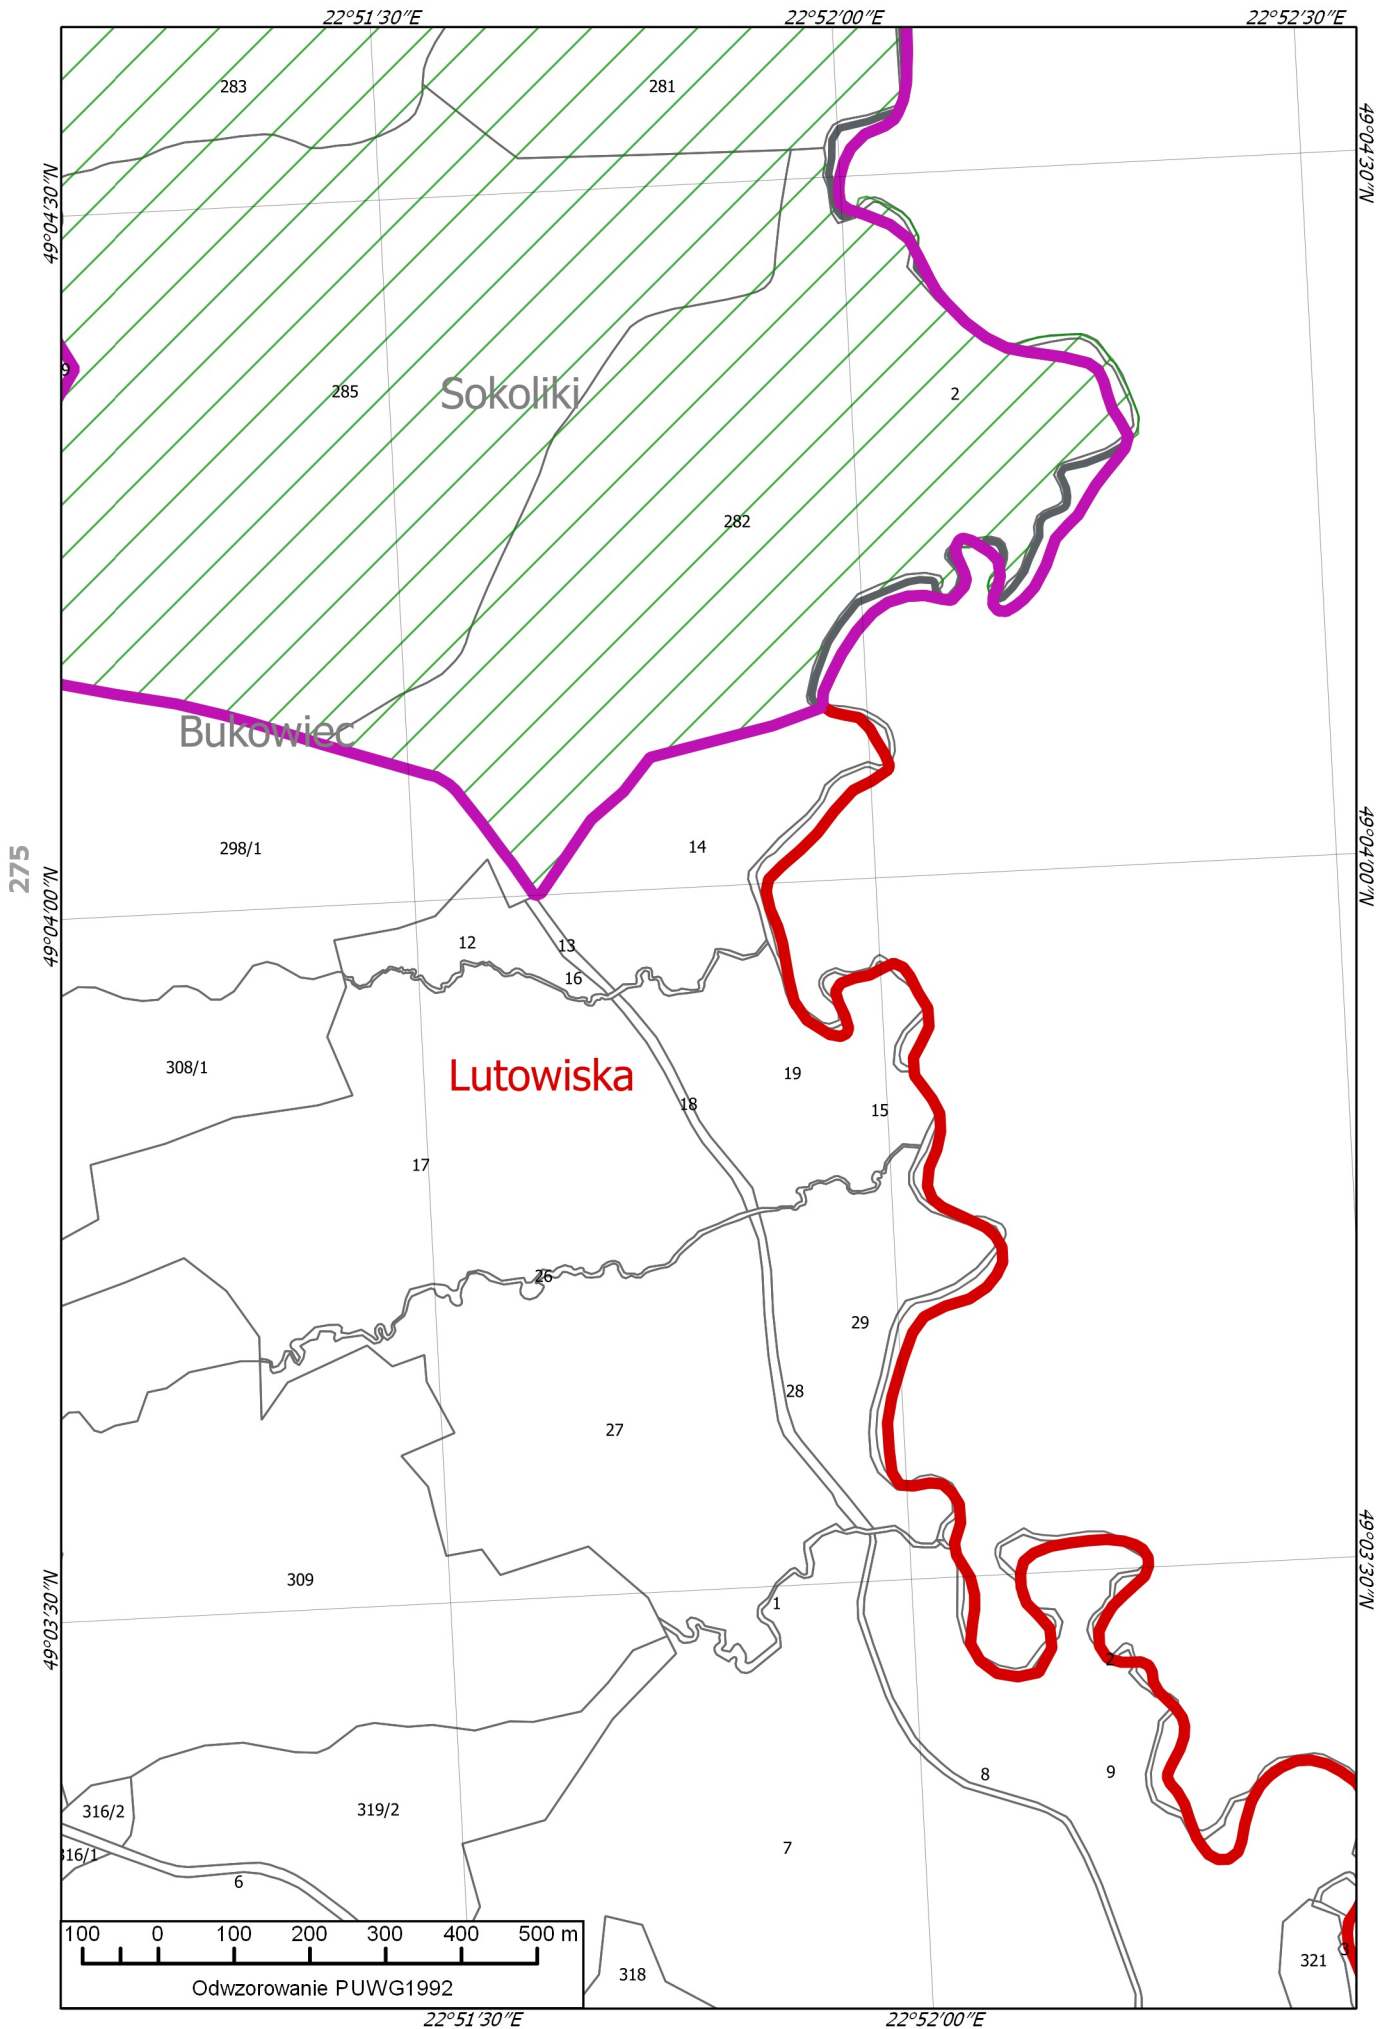 22°51'30"E
22°52'00"E
22°52'30"E
283
281
49°04'30"N
49°04'30"N
9
285
Sokoliki
2
282
Bukowiec
298/1
14
275
49°04'00"N
49°04'00"N
12
13
16
308/1
Lutowiska
19
18
15
17
26
29
28
27
309
1
49°03'30"N
49°03'30"N
2
8
9
316/2
319/2
7
316/1
6
100 0 100 200 300 400 500 m
Odwzorowanie PUWG1992
318
321
3
22°51'30"E
22°52'00"E